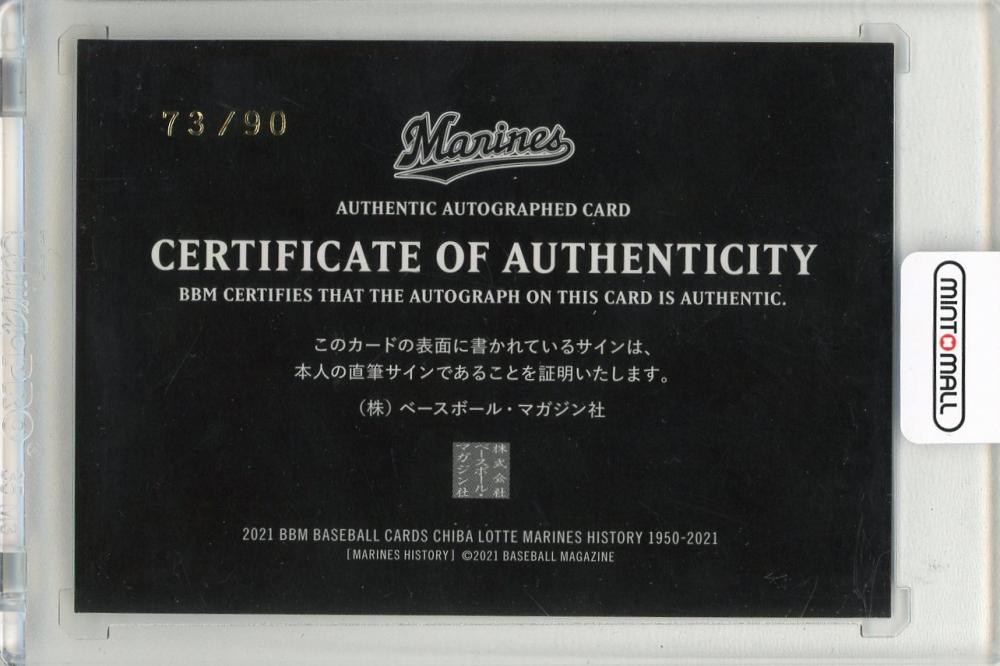 73/90
Marines
AUTHENTIC AUTOGRAPHED CARD
CERTIFICATE OF AUTHENTICITY
BBM CERTIFIES THAT THE AUTOGRAPH ON THIS CARD IS AUTHENTIC.
このカードの表面に書かれているサインは、
本人の直筆サインであることを証明いたします。
（株）ベースボール・マガジン社
株式会社
ベースボール・
マガジン社
2021 BBM BASEBALL CARDS CHIBA LOTTE MARINES HISTORY 1950-2021
[MARINES HISTORY] ©2021 BASEBALL MAGAZINE
MINT MALL